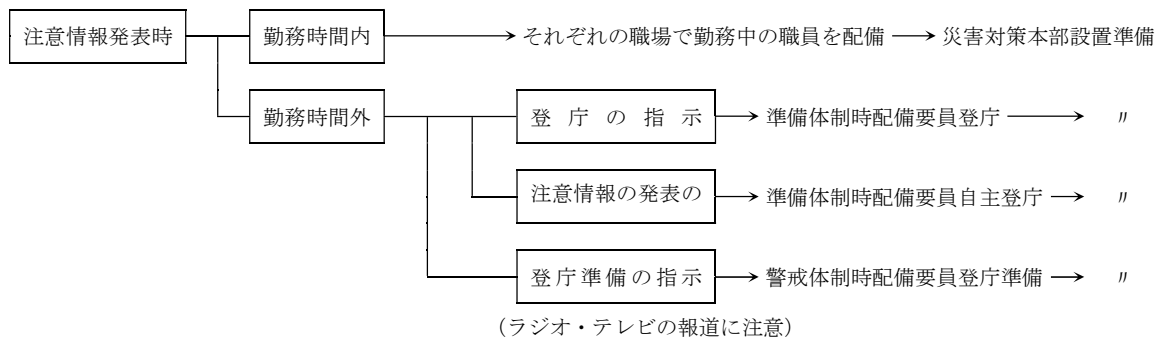 注意情報発表時 勤務時間内 それぞれの職場で勤務中の職員を配備 災害対策本部設置準備
勤務時間外 登庁の指示 準備体制時配備要員登庁 〃
注意情報の発表の 準備体制時配備要員自主登庁 〃
登庁準備の指示 警戒体制時配備要員登庁準備 〃
（ラジオ・テレビの報道に注意）